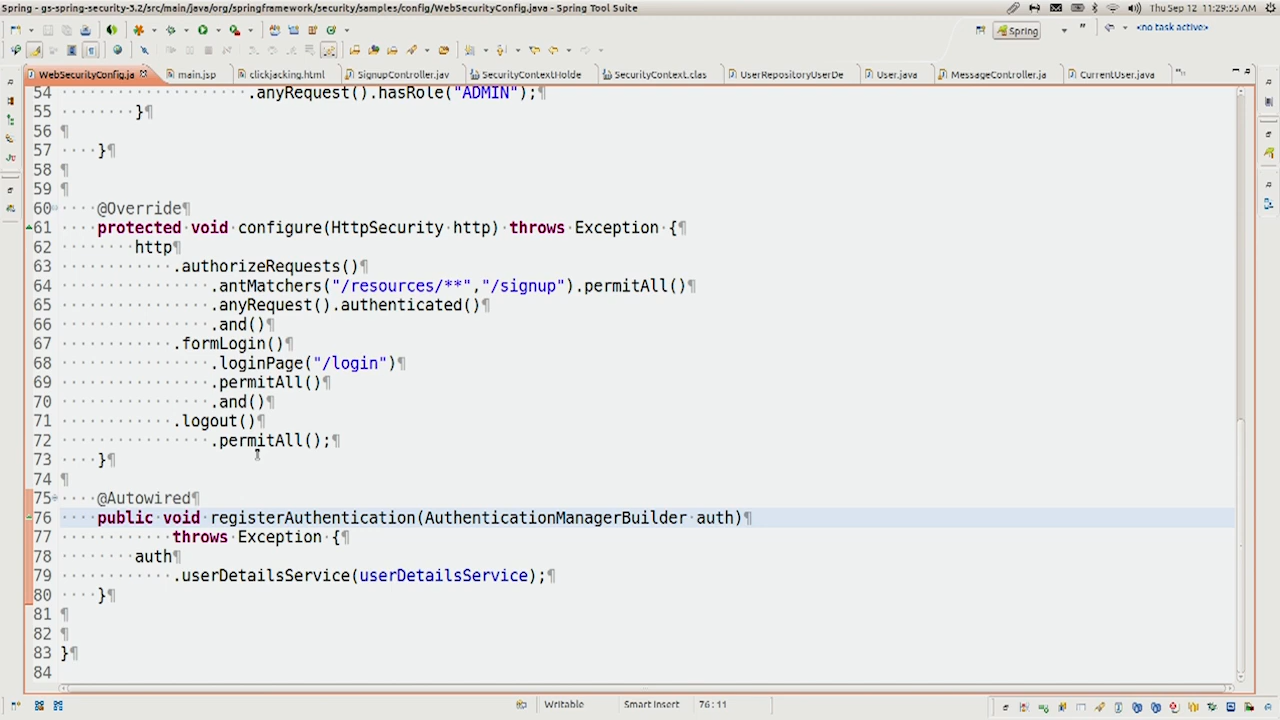 Spring - gs-spring-security-3.2/src/main/java/org/springframework/security/samples/config/WebSecurityConfig.java - Spring Tool Suite
Thu Sep 12 11:29:55 AM
Spring
<no task active>
WebSecurityConfig.ja
main.jsp
clickjacking.html
SignupController.jav
SecurityContextHolde
SecurityContext.clas
UserRepositoryUserDe
User.java
MessageController.ja
CurrentUser.java
54 .anyRequest().hasRole("ADMIN");¶
55 }¶
56 ¶
57 }¶
58 ¶
59 ¶
60 @Override¶
61 protected void configure(HttpSecurity http) throws Exception {¶
62 http¶
63 .authorizeRequests()¶
64 .antMatchers("/resources/**","/signup").permitAll()¶
65 .anyRequest().authenticated()¶
66 .and()¶
67 .formLogin()¶
68 .loginPage("/login")¶
69 .permitAll()¶
70 .and()¶
71 .logout()¶
72 .permitAll();¶
73 }¶
74 ¶
75 @Autowired¶
76 public void registerAuthentication(AuthenticationManagerBuilder auth)¶
77 throws Exception {¶
78 auth¶
79 .userDetailsService(userDetailsService);¶
80 }¶
81 ¶
82 ¶
83 }¶
84
Writable
Smart Insert
76:11